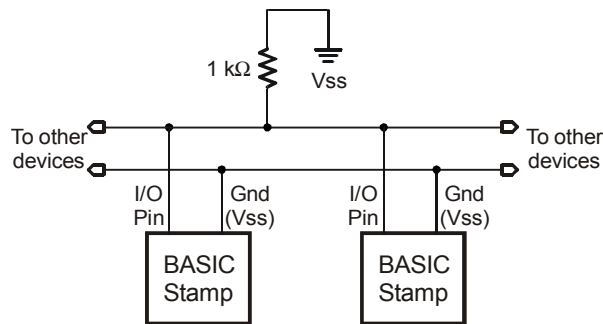 1 kΩ
Vss
To other
devices
To other
devices
I/O
Pin
Gnd
(Vss)
I/O
Pin
Gnd
(Vss)
BASIC
Stamp
BASIC
Stamp